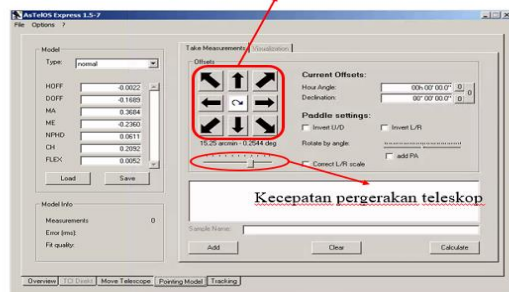 AsTelOS Express 1.5-7
File Options ?
Model
Type: normal
HOFF -0.0022
DOFF -0.1689
MA 0.3684
ME -0.2360
NPHD 0.0611
CH 0.2092
FLEX 0.0052
Load Save
Model Info
Measurements 0
Error (rms):
Fit quality:
Take Measurements Visualization
Offsets
15.25 arcmin - 0.2544 deg
Current Offsets:
Hour Angle: 00h 00' 00.0" 0
Declination: 00° 00' 00.0" 0
0
Paddle settings:
Invert U/D Invert L/R
Rotate by angle:
add PA
Correct L/R scale
Kecepatan pergerakan teleskop
Sample Name:
Add Clear Calculate
Overview TCI Direkt Move Telescope Pointing Model Tracking